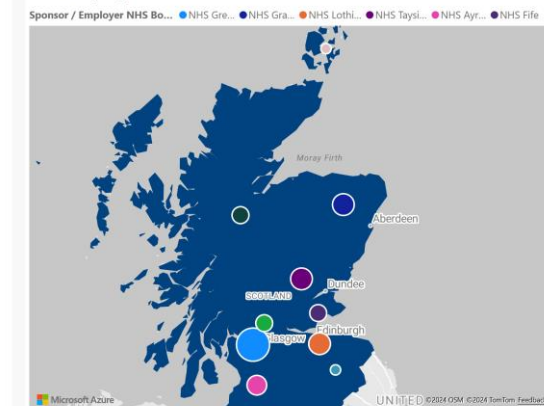 Sponsor / Employer NHS Bo... NHS Gre... NHS Gra... NHS Lothi... NHS Taysi... NHS Ayr... NHS Fife
Moray Firth
Aberdeen
Dundee
SCOTLAND
Edinburgh
Glasgow
Microsoft Azure
UNITED ©2024 OSM ©2024 TomTom Feedback